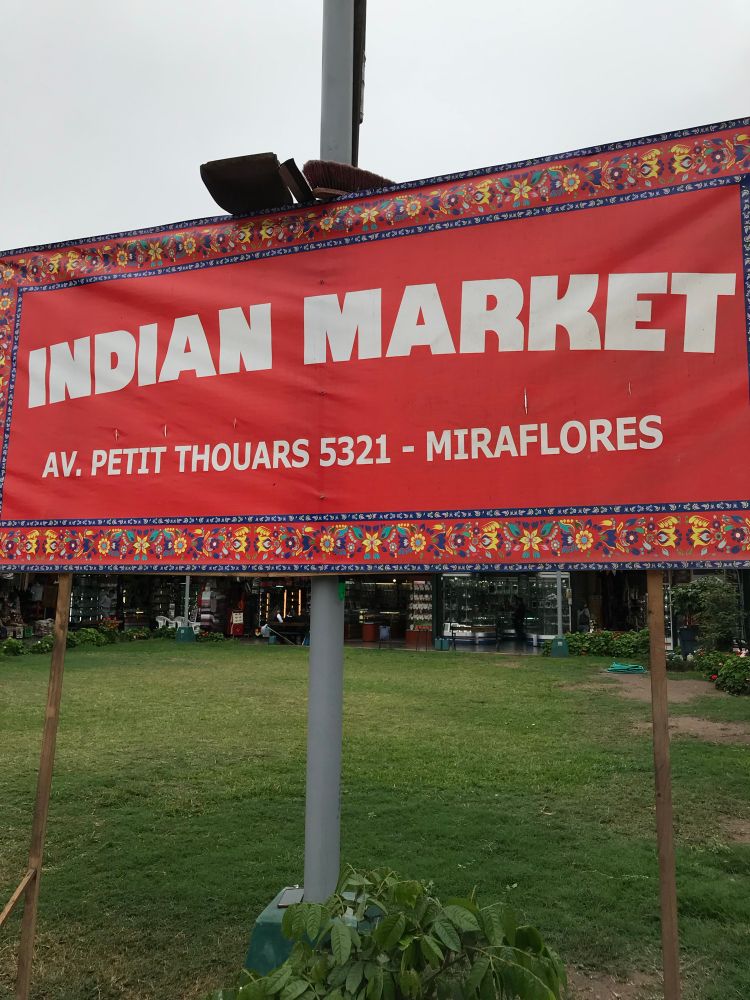 INDIAN MARKET
AV. PETIT THOUARS 5321 - MIRAFLORES